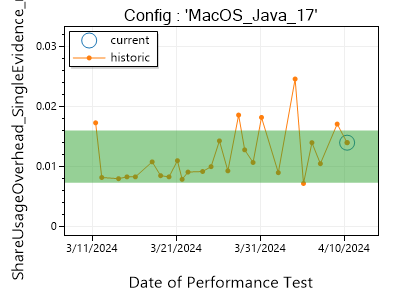 Config : 'MacOS_Java_17'
ShareUsageOverhead_SingleEvidence_
current
historic
0.03
0.02
0.01
0
3/11/2024
3/21/2024
3/31/2024
4/10/2024
Date of Performance Test